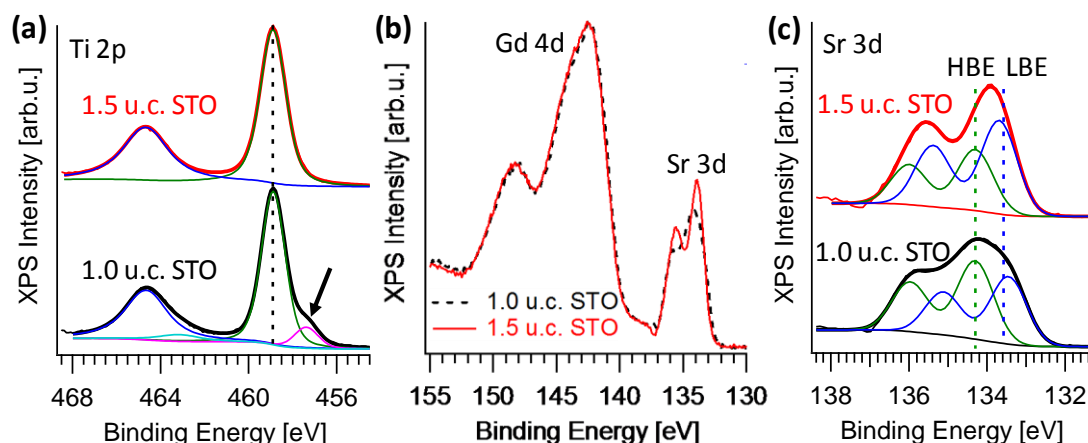 (a)
Ti 2p
1.5 u.c. STO
1.0 u.c. STO
XPS Intensity [arb.u.]
468 464 460 456
Binding Energy [eV]
(b)
Gd 4d
Sr 3d
1.0 u.c. STO
1.5 u.c. STO
XPS Intensity [arb.u.]
155 150 145 140 135 130
Binding Energy [eV]
(c)
Sr 3d
HBE LBE
1.5 u.c. STO
1.0 u.c. STO
XPS Intensity [arb.u.]
138 136 134 132
Binding Energy [eV]